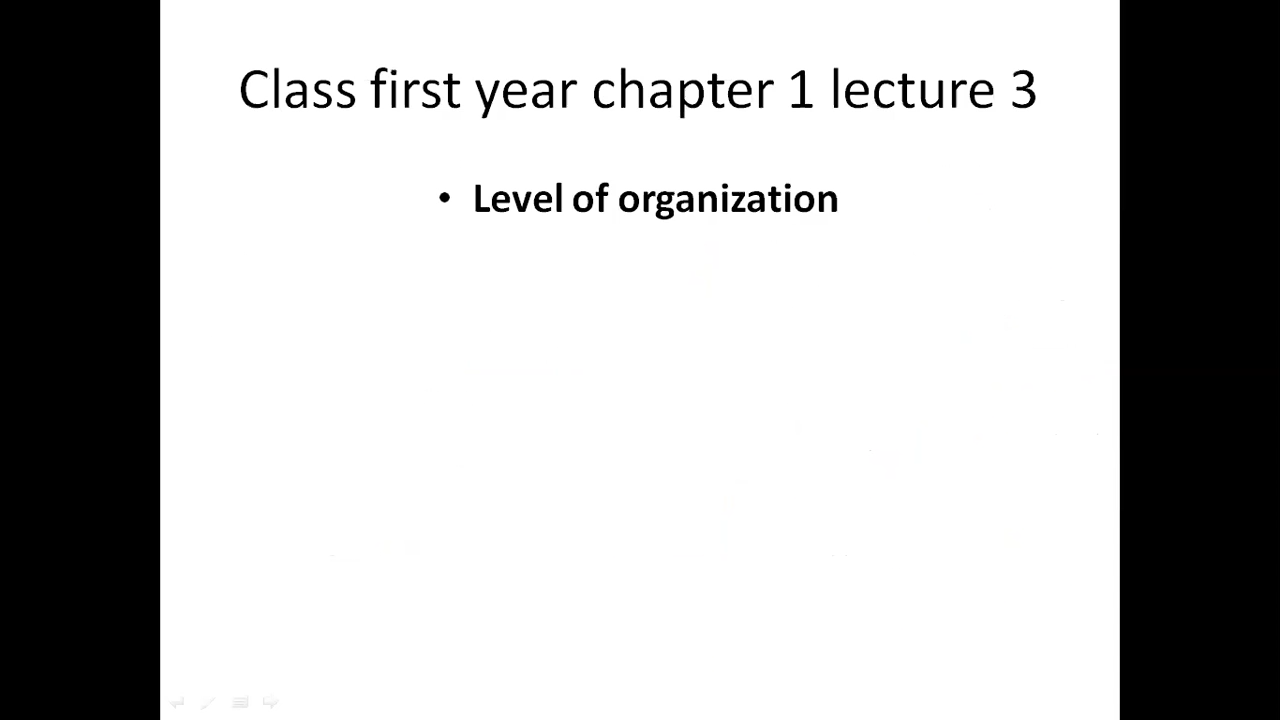 Class first year chapter 1 lecture 3
• Level of organization